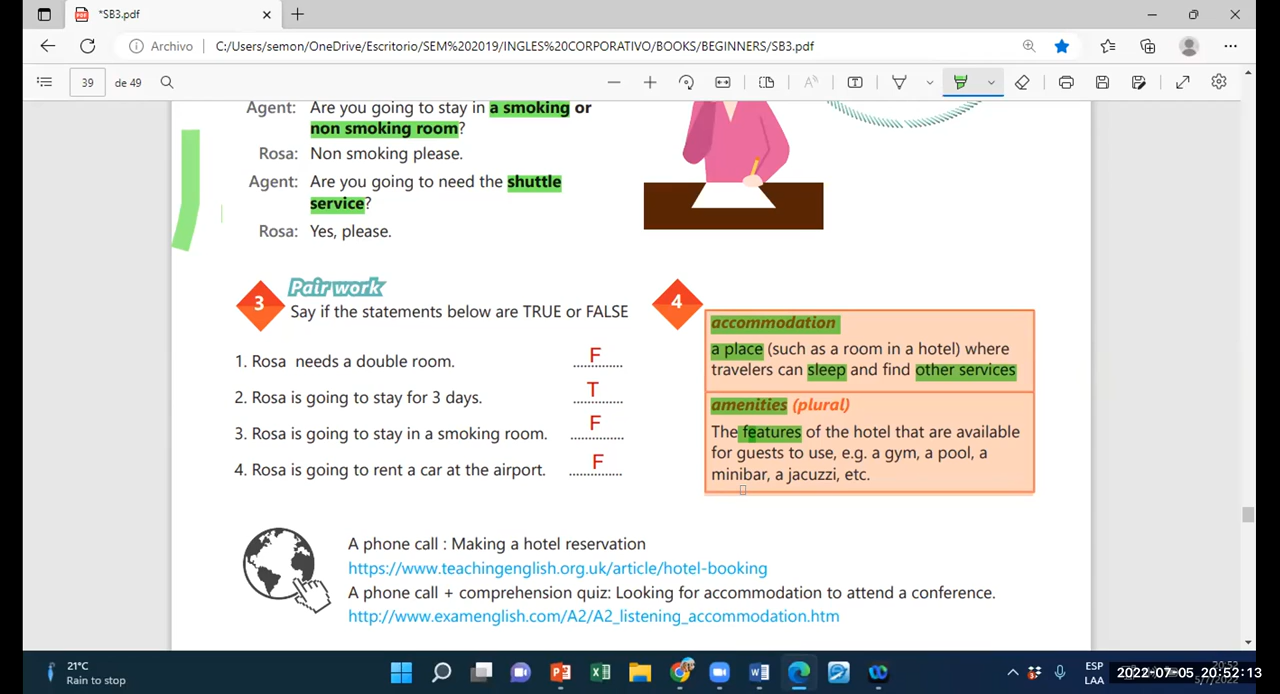 *SB3.pdf
Archivo C:/Users/semon/OneDrive/Escritorio/SEM%202019/INGLES%20CORPORATIVO/BOOKS/BEGINNERS/SB3.pdf
39 de 49
Agent: Are you going to stay in a smoking or
non smoking room?
Rosa: Non smoking please.
Agent: Are you going to need the shuttle
service?
Rosa: Yes, please.
3 Pair work
Say if the statements below are TRUE or FALSE
1. Rosa  needs a double room. F
2. Rosa is going to stay for 3 days. T
3. Rosa is going to stay in a smoking room. F
4. Rosa is going to rent a car at the airport. F
4
accommodation
a place (such as a room in a hotel) where
travelers can sleep and find other services
amenities (plural)
The features of the hotel that are available
for guests to use, e.g. a gym, a pool, a
minibar, a jacuzzi, etc.
A phone call : Making a hotel reservation
https://www.teachingenglish.org.uk/article/hotel-booking
A phone call + comprehension quiz: Looking for accommodation to attend a conference.
http://www.examenglish.com/A2/A2_listening_accommodation.htm
21°C
Rain to stop
ESP
LAA
2022-07-05, 20:52:13